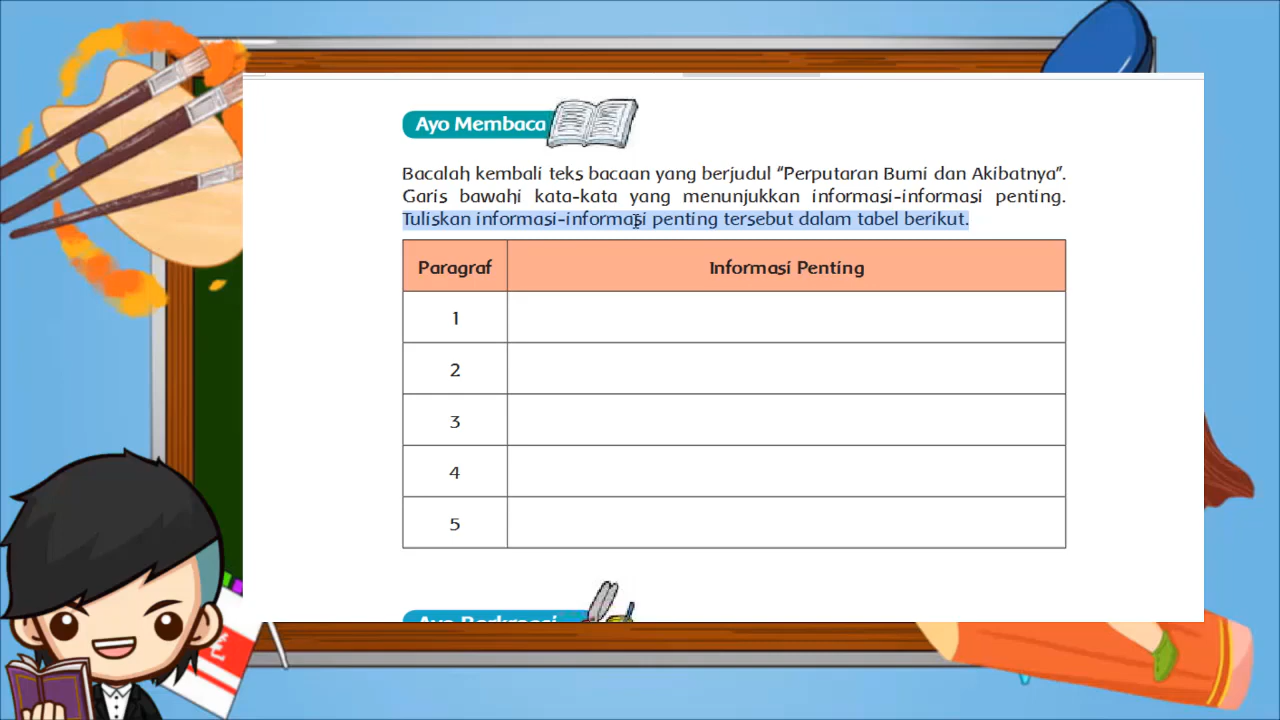 Ayo Membaca
Bacalah kembali teks bacaan yang berjudul “Perputaran Bumi dan Akibatnya”.
Garis bawahi kata-kata yang menunjukkan informasi-informasi penting.
Tuliskan informasi-informasi penting tersebut dalam tabel berikut.
Paragraf Informasi Penting
1
2
3
4
5